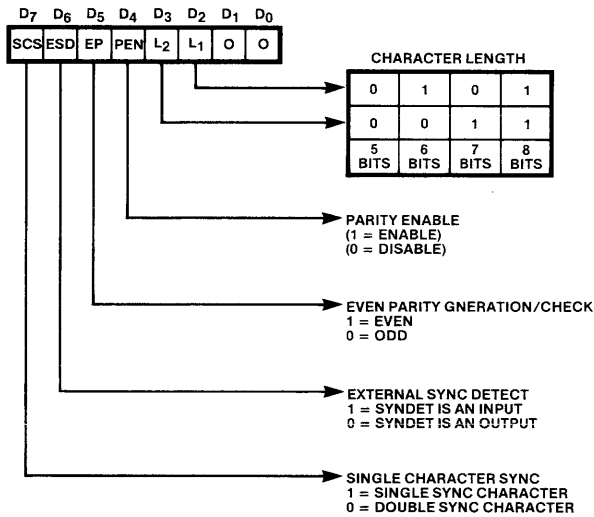 D7 D6 D5 D4 D3 D2 D1 D0
SCS ESD EP PEN L2 L1 O O
CHARACTER LENGTH
0 1 0 1
0 0 1 1
5 6 7 8
BITS BITS BITS BITS
PARITY ENABLE
(1 = ENABLE)
(0 = DISABLE)
EVEN PARITY GNERATION/CHECK
1 = EVEN
0 = ODD
EXTERNAL SYNC DETECT
1 = SYNDET IS AN INPUT
0 = SYNDET IS AN OUTPUT
SINGLE CHARACTER SYNC
1 = SINGLE SYNC CHARACTER
0 = DOUBLE SYNC CHARACTER